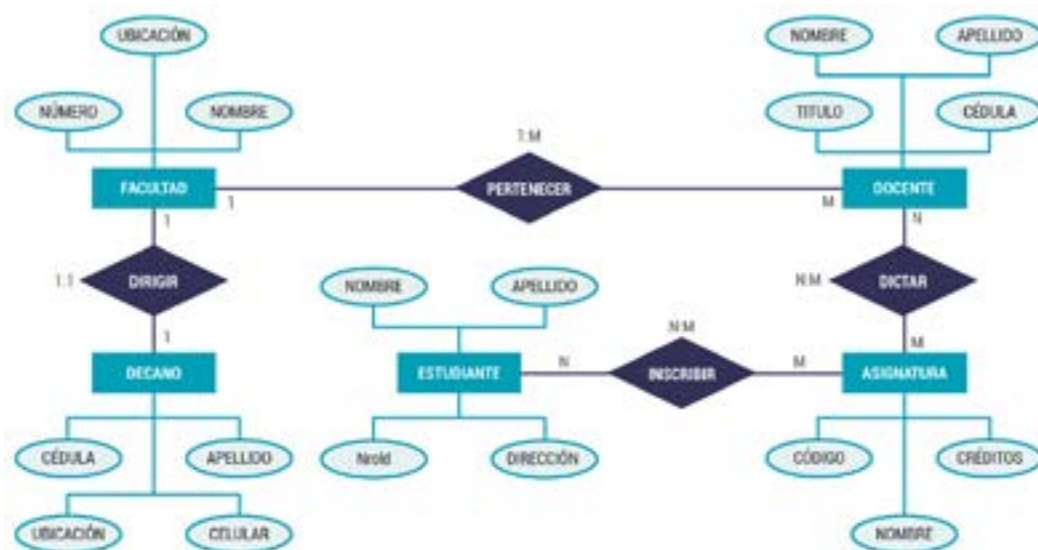 UBICACIÓN
NOMBRE
APELLIDO
NÚMERO
NOMBRE
TITULO
CÉDULA
1:M
FACULTAD
1
PERTENECER
M
DOCENTE
1
N
1:1
DIRIGIR
NOMBRE
APELLIDO
N:M
DICTAR
1
N:M
M
DECANO
ESTUDIANTE
N
INSCRIBIR
M
ASIGNATURA
CÉDULA
APELLIDO
NroId
DIRECCIÓN
CÓDIGO
CRÉDITOS
UBICACIÓN
CELULAR
NOMBRE